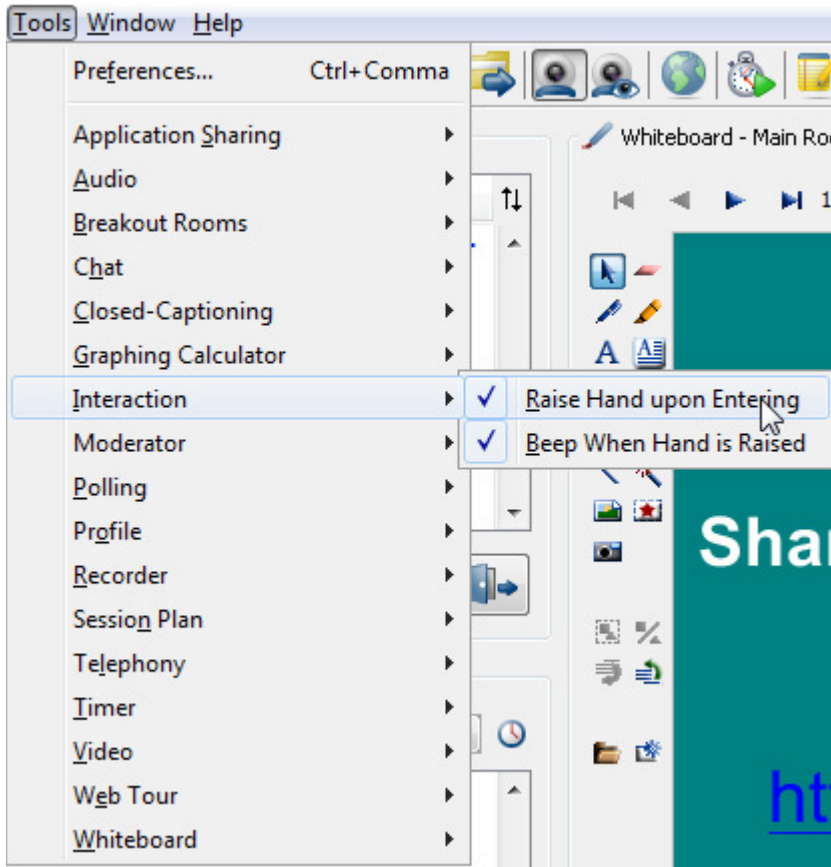 Tools Window Help
Preferences... Ctrl+Comma
Application Sharing
Whiteboard - Main Roo
Audio
1
Breakout Rooms
Chat
Closed-Captioning
Graphing Calculator
A A
Interaction
Raise Hand upon Entering
Moderator
Beep When Hand is Raised
Polling
Profile
Shar
Recorder
Session Plan
Telephony
Timer
Video
Web Tour
htt
Whiteboard